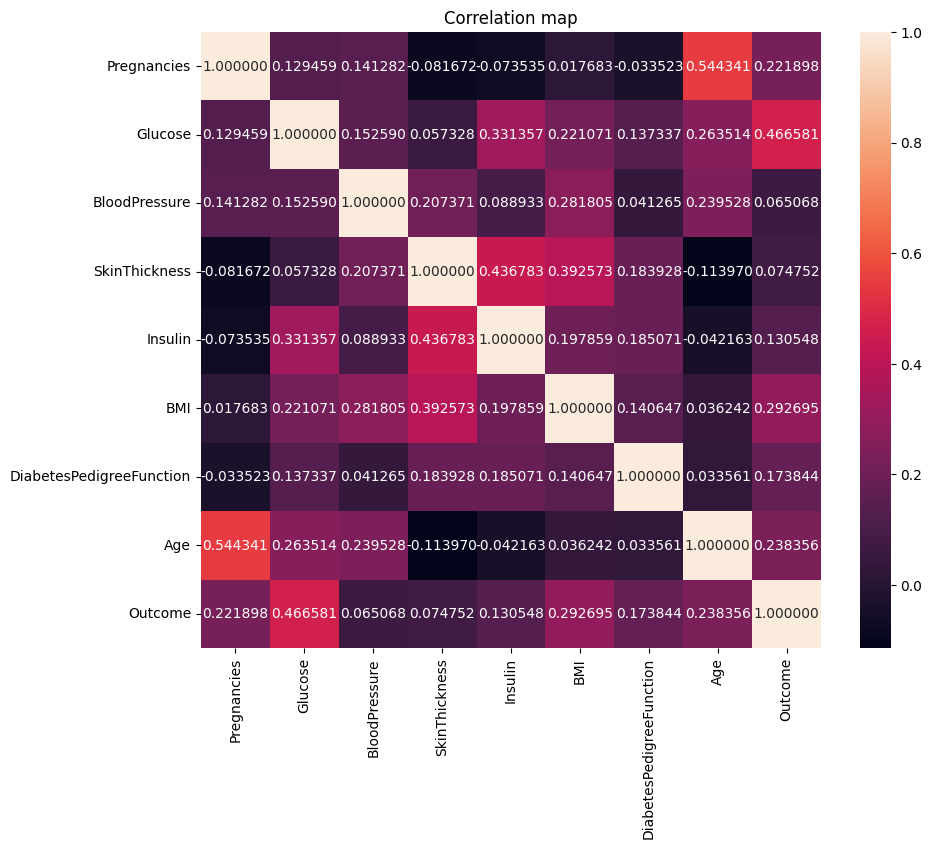 Correlation map
Pregnancies 1.000000 0.129459 0.141282 -0.081672 -0.073535 0.017683 -0.033523 0.544341 0.221898
Glucose 0.129459 1.000000 0.152590 0.057328 0.331357 0.221071 0.137337 0.263514 0.466581
BloodPressure 0.141282 0.152590 1.000000 0.207371 0.088933 0.281805 0.041265 0.239528 0.065068
SkinThickness -0.081672 0.057328 0.207371 1.000000 0.436783 0.392573 0.183928 -0.113970 0.074752
Insulin -0.073535 0.331357 0.088933 0.436783 1.000000 0.197859 0.185071 -0.042163 0.130548
BMI 0.017683 0.221071 0.281805 0.392573 0.197859 1.000000 0.140647 0.036242 0.292695
DiabetesPedigreeFunction -0.033523 0.137337 0.041265 0.183928 0.185071 0.140647 1.000000 0.033561 0.173844
Age 0.544341 0.263514 0.239528 -0.113970 -0.042163 0.036242 0.033561 1.000000 0.238356
Outcome 0.221898 0.466581 0.065068 0.074752 0.130548 0.292695 0.173844 0.238356 1.000000
Pregnancies
Glucose
BloodPressure
SkinThickness
Insulin
BMI
DiabetesPedigreeFunction
Age
Outcome
1.0
0.8
0.6
0.4
0.2
0.0